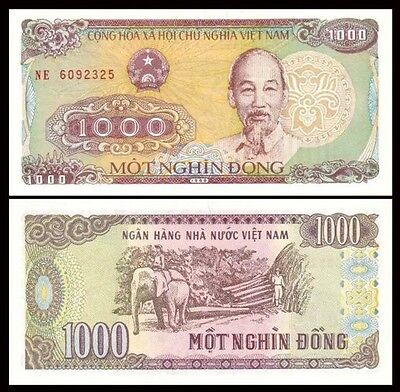 CỘNG HÒA XÃ HỘI CHỦ NGHĨA VIỆT NAM
1000
NE 6092325
1000
MỘT NGHÌN ĐỒNG
1000
1988
NGÂN HÀNG NHÀ NƯỚC VIỆT NAM
1000
1000
MỘT NGHÌN ĐỒNG